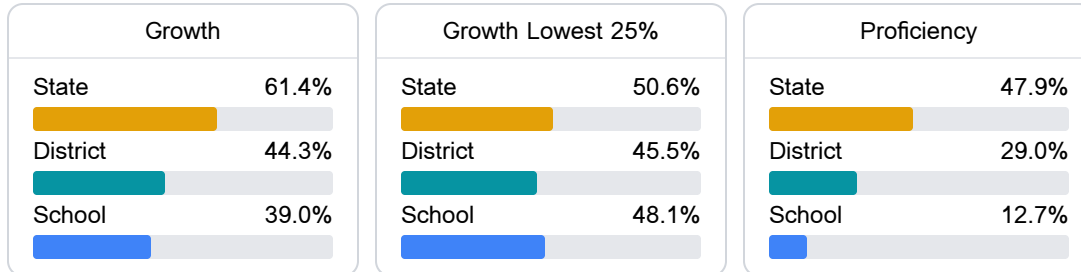 Growth
State 61.4%
District 44.3%
School 39.0%
Growth Lowest 25%
State 50.6%
District 45.5%
School 48.1%
Proficiency
State 47.9%
District 29.0%
School 12.7%